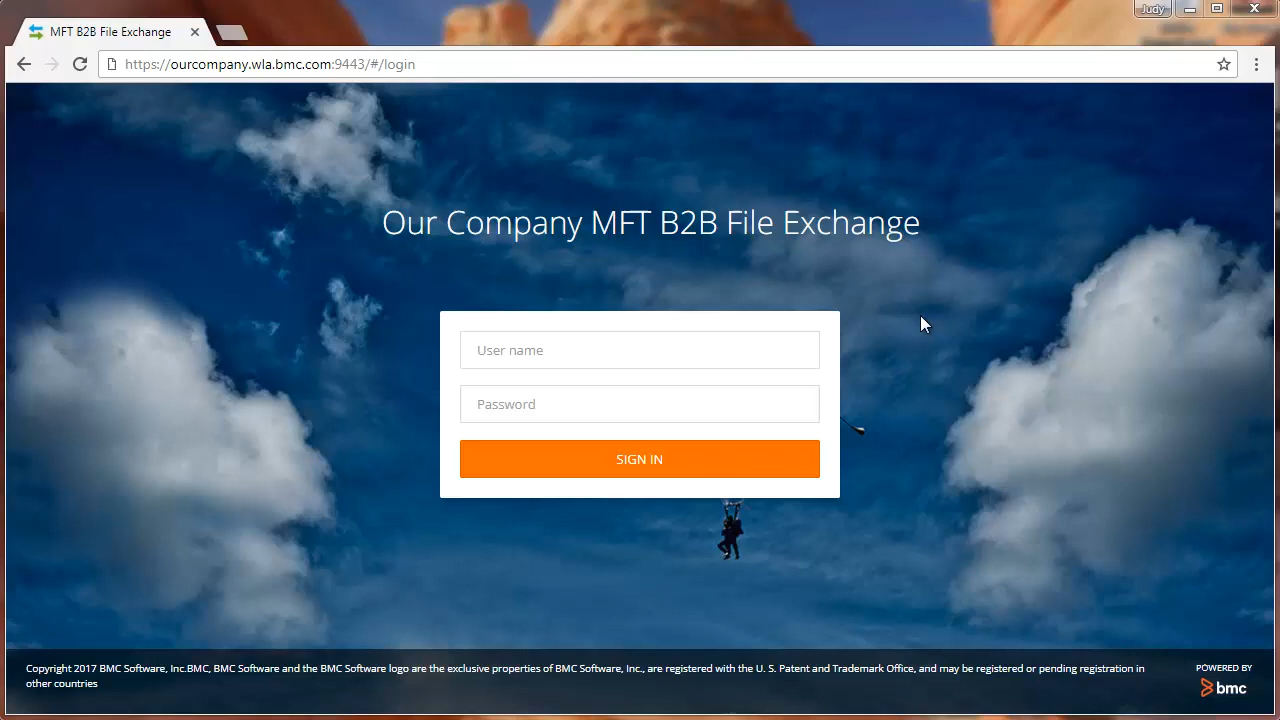 Judy
MFT B2B File Exchange
https://ourcompany.wla.bmc.com:9443/#/login
Our Company MFT B2B File Exchange
User name
Password
SIGN IN
Copyright 2017 BMC Software, Inc.BMC, BMC Software and the BMC Software logo are the exclusive properties of BMC Software, Inc., are registered with the U. S. Patent and Trademark Office, and may be registered or pending registration in
other countries
POWERED BY
bmc